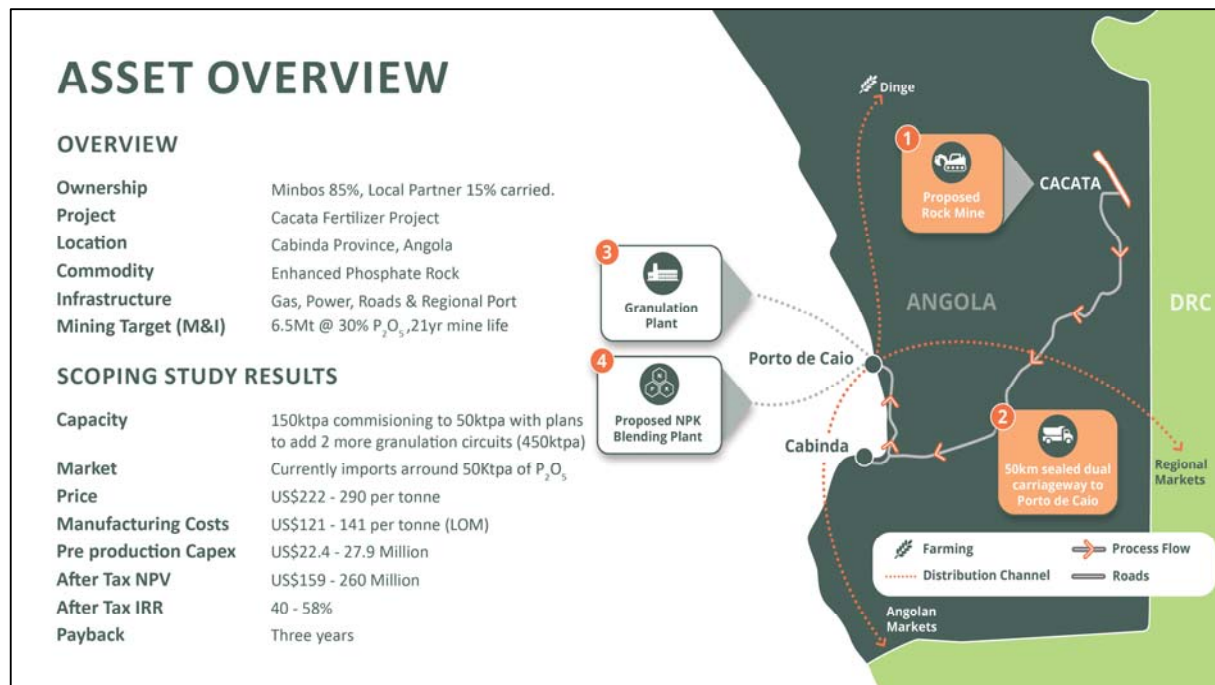 ASSET OVERVIEW
OVERVIEW
Ownership Minbos 85%, Local Partner 15% carried.
Project Cacata Fertilizer Project
Location Cabinda Province, Angola
Commodity Enhanced Phosphate Rock
Infrastructure Gas, Power, Roads & Regional Port
Mining Target (M&I) 6.5Mt @ 30% P₂O₅ ,21yr mine life
SCOPING STUDY RESULTS
Capacity 150ktpa commisioning to 50ktpa with plans
to add 2 more granulation circuits (450ktpa)
Market Currently imports arround 50Ktpa of P₂O₅
Price US$222 - 290 per tonne
Manufacturing Costs US$121 - 141 per tonne (LOM)
Pre production Capex US$22.4 - 27.9 Million
After Tax NPV US$159 - 260 Million
After Tax IRR 40 - 58%
Payback Three years
Dinge
1
Proposed
Rock Mine
CACATA
3
Granulation
Plant
ANGOLA
DRC
4
N
P K
Proposed NPK
Blending Plant
Porto de Caio
Cabinda
2
50km sealed dual
carriageway to
Porto de Caio
Regional
Markets
Farming
Process Flow
Distribution Channel
Roads
Angolan
Markets